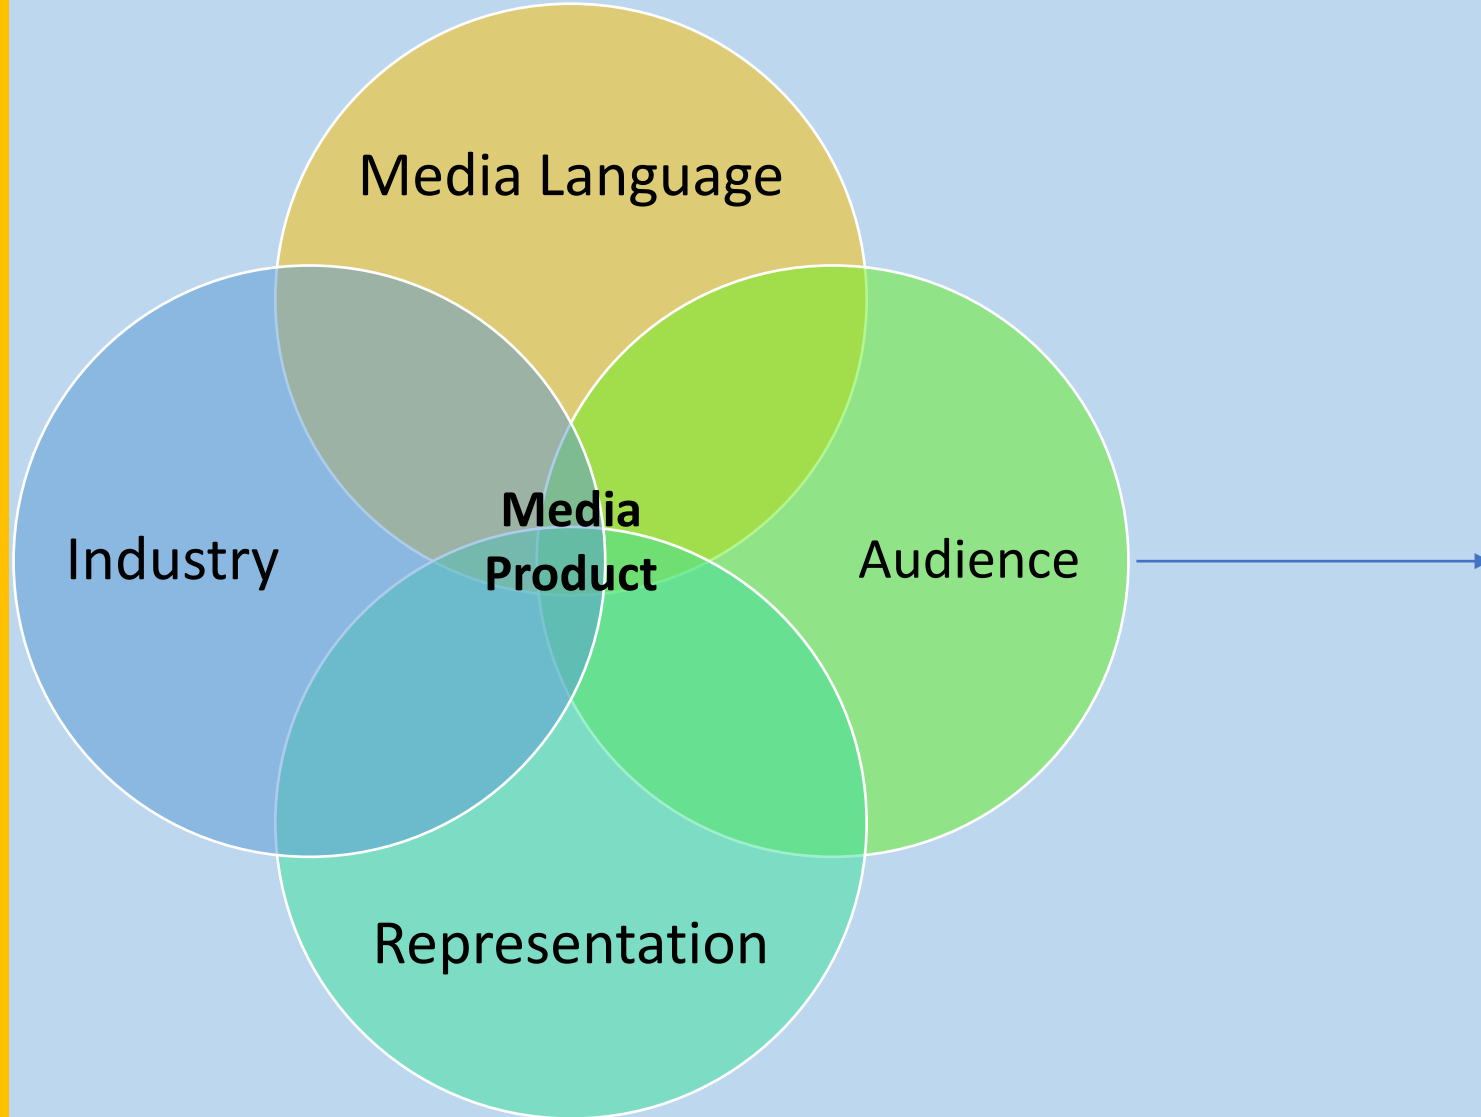 Media Language
Industry
Media
Product
Audience
Representation